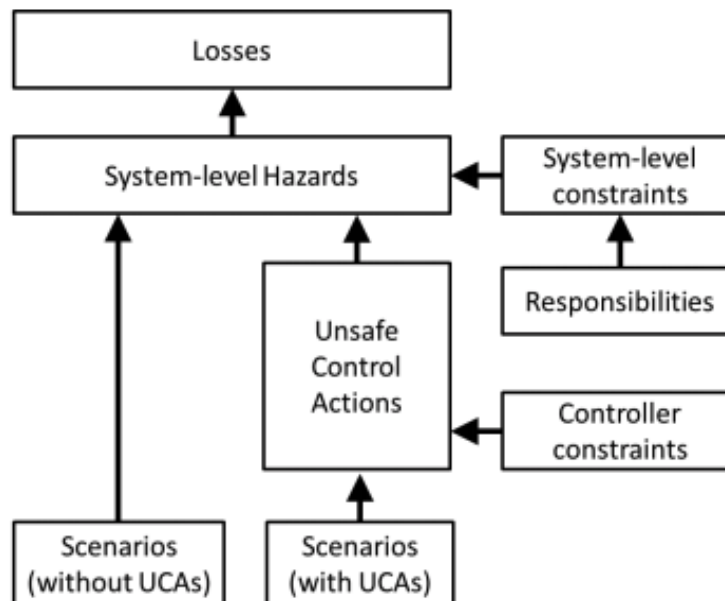 Losses
System-level Hazards
System-level
constraints
Responsibilities
Unsafe
Control
Actions
Controller
constraints
Scenarios
(without UCAs)
Scenarios
(with UCAs)